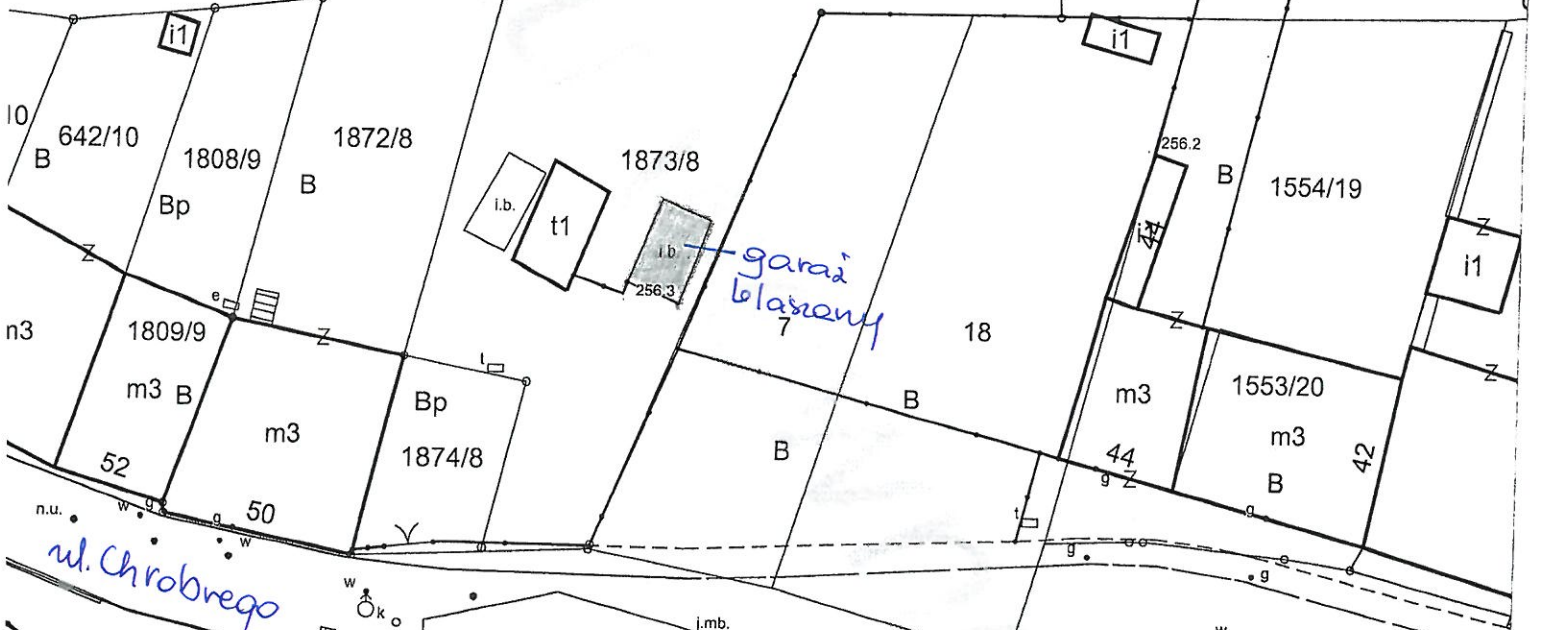 i1
i1
10
642/10
B
1808/9
Bp
1872/8
B
1873/8
i.b.
t1
i.b
256.3
garaż
blaszany
7
18
256.2
44
B
1554/19
Z
i1
Z
e
Z
1809/9
m3
B
m3
m3
t
Bp
1874/8
B
B
Z
m3
1553/20
m3
B
42
Z
52
50
44
g
Z
g
n.u.
w
g
g
w
t
g
g
ul. Chrobrego
w
k
j.mb.
w